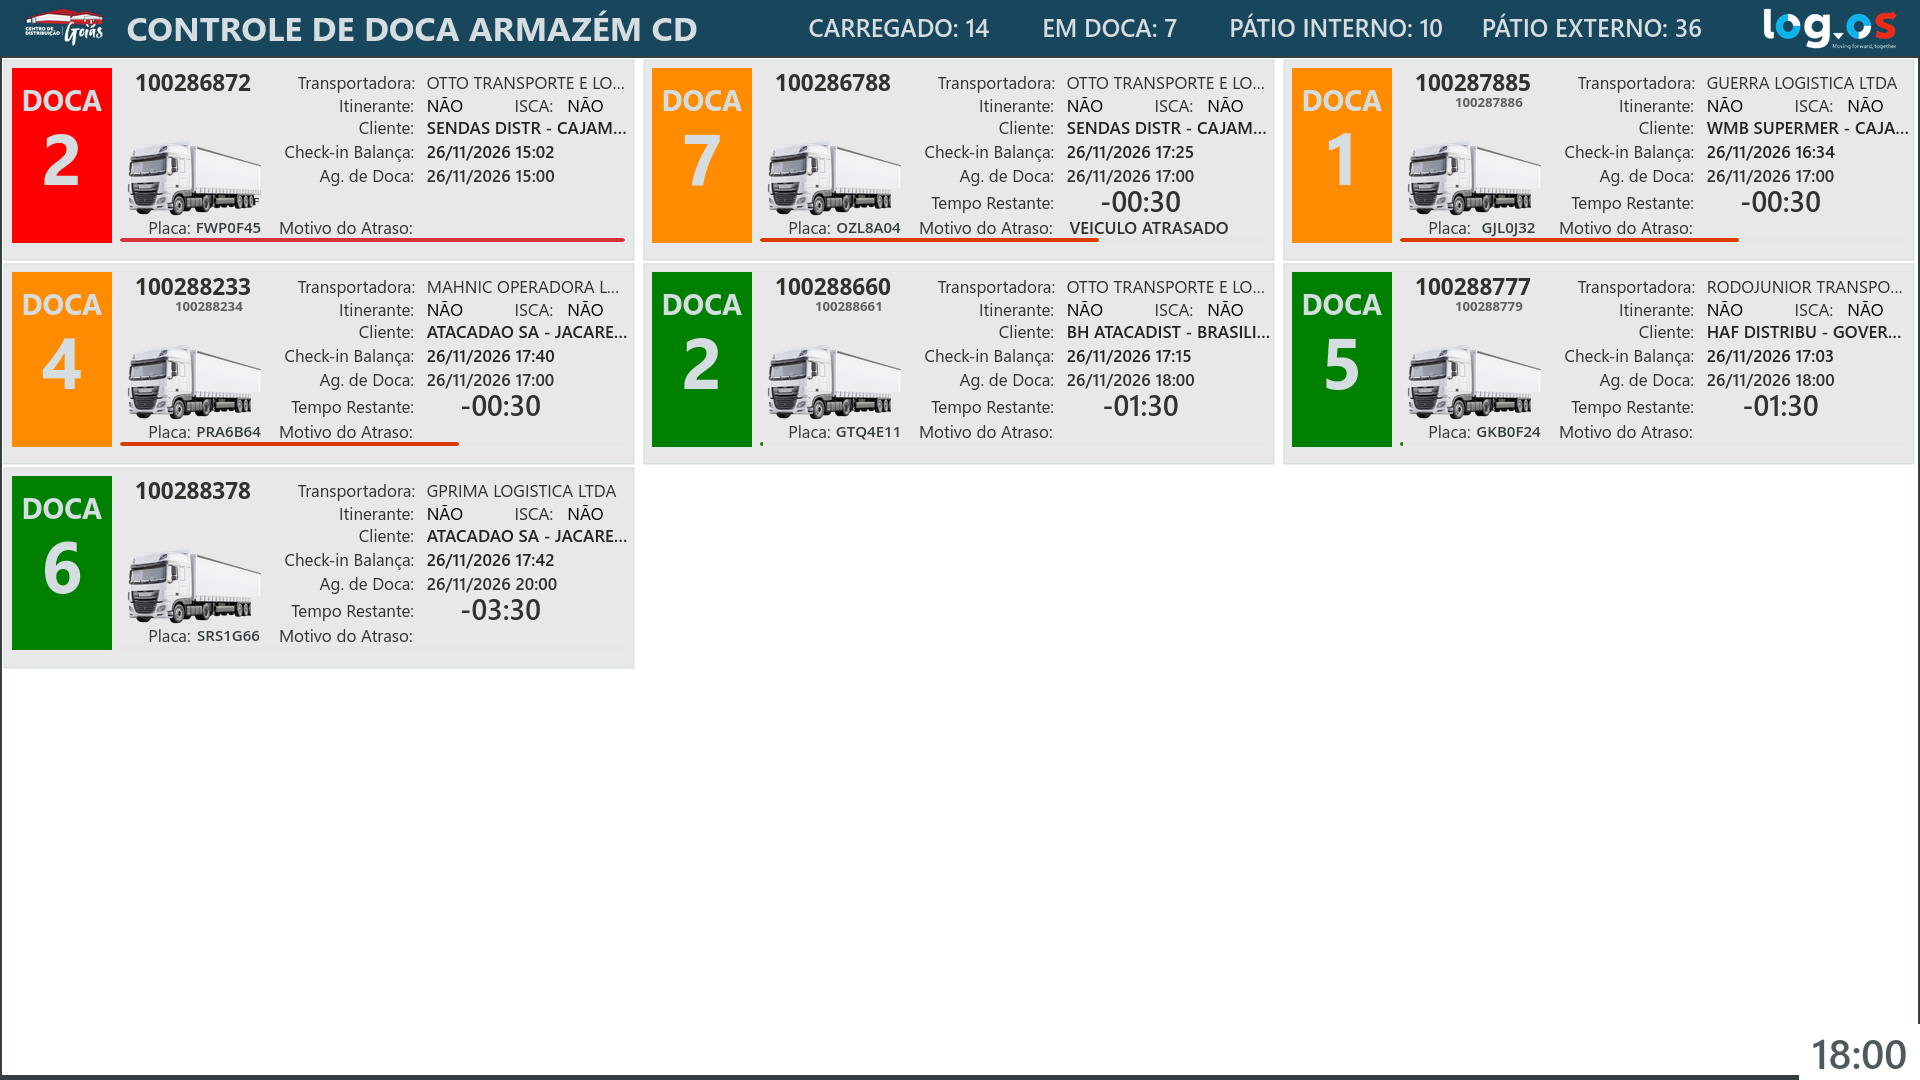 CENTRO DE
DISTRIBUIÇÃO Goiás
CONTROLE DE DOCA ARMAZÉM CD
CARREGADO: 14
EM DOCA: 7
PÁTIO INTERNO: 10
PÁTIO EXTERNO: 36
log.os
Moving forward, together
DOCA
2
100286872
Transportadora: OTTO TRANSPORTE E LO...
Itinerante: NÃO ISCA: NÃO
Cliente: SENDAS DISTR - CAJAM...
Check-in Balança: 26/11/2026 15:02
Ag. de Doca: 26/11/2026 15:00
Placa: FWP0F45 Motivo do Atraso:
DOCA
7
100286788
Transportadora: OTTO TRANSPORTE E LO...
Itinerante: NÃO ISCA: NÃO
Cliente: SENDAS DISTR - CAJAM...
Check-in Balança: 26/11/2026 17:25
Ag. de Doca: 26/11/2026 17:00
Tempo Restante: -00:30
Placa: OZL8A04 Motivo do Atraso: VEICULO ATRASADO
DOCA
1
100287885
100287886
Transportadora: GUERRA LOGISTICA LTDA
Itinerante: NÃO ISCA: NÃO
Cliente: WMB SUPERMER - CAJA...
Check-in Balança: 26/11/2026 16:34
Ag. de Doca: 26/11/2026 17:00
Tempo Restante: -00:30
Placa: GJL0J32 Motivo do Atraso:
DOCA
4
100288233
100288234
Transportadora: MAHNIC OPERADORA L...
Itinerante: NÃO ISCA: NÃO
Cliente: ATACADAO SA - JACARE...
Check-in Balança: 26/11/2026 17:40
Ag. de Doca: 26/11/2026 17:00
Tempo Restante: -00:30
Placa: PRA6B64 Motivo do Atraso:
DOCA
2
100288660
100288661
Transportadora: OTTO TRANSPORTE E LO...
Itinerante: NÃO ISCA: NÃO
Cliente: BH ATACADIST - BRASILI...
Check-in Balança: 26/11/2026 17:15
Ag. de Doca: 26/11/2026 18:00
Tempo Restante: -01:30
Placa: GTQ4E11 Motivo do Atraso:
DOCA
5
100288777
100288779
Transportadora: RODOJUNIOR TRANSPO...
Itinerante: NÃO ISCA: NÃO
Cliente: HAF DISTRIBU - GOVER...
Check-in Balança: 26/11/2026 17:03
Ag. de Doca: 26/11/2026 18:00
Tempo Restante: -01:30
Placa: GKB0F24 Motivo do Atraso:
DOCA
6
100288378
Transportadora: GPRIMA LOGISTICA LTDA
Itinerante: NÃO ISCA: NÃO
Cliente: ATACADAO SA - JACARE...
Check-in Balança: 26/11/2026 17:42
Ag. de Doca: 26/11/2026 20:00
Tempo Restante: -03:30
Placa: SRS1G66 Motivo do Atraso:
18:00